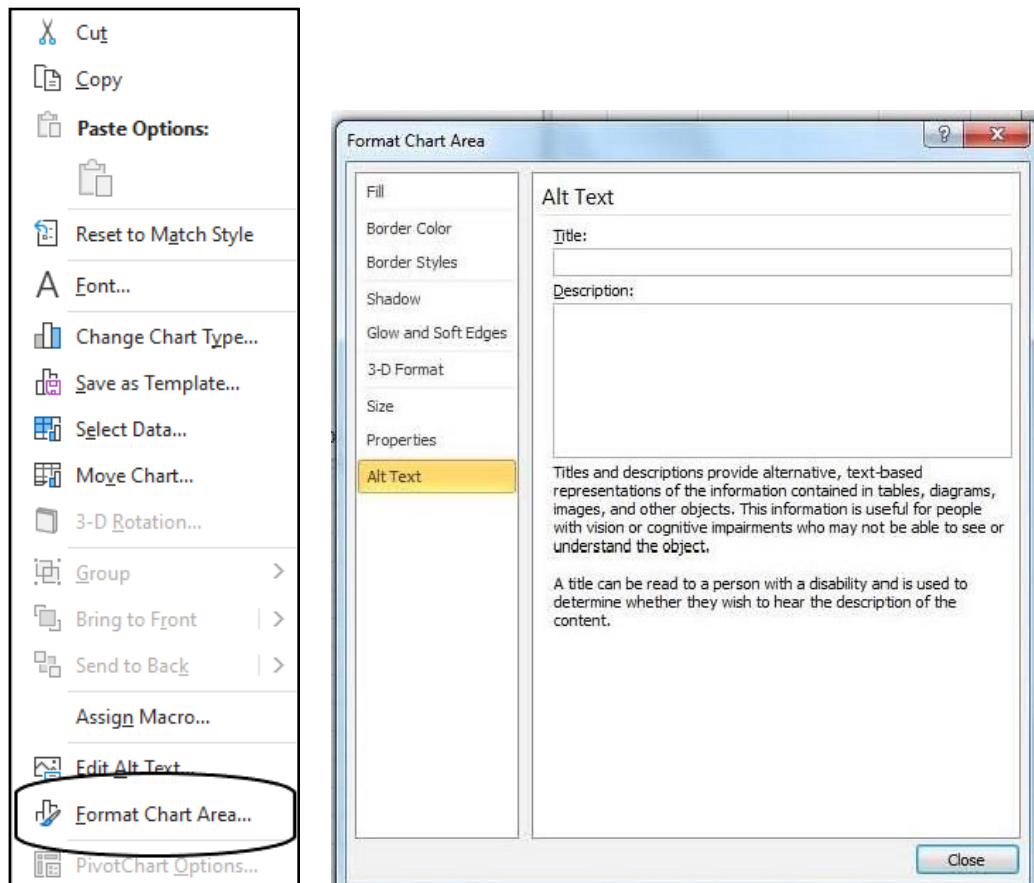 Cut
Copy
Paste Options:
Reset to Match Style
Font...
Change Chart Type...
Save as Template...
Select Data...
Move Chart...
3-D Rotation...
Group
Bring to Front
Send to Back
Assign Macro...
Edit Alt Text...
Format Chart Area...
PivotChart Options...
Format Chart Area
Fill
Border Color
Border Styles
Shadow
Glow and Soft Edges
3-D Format
Size
Properties
Alt Text
Alt Text
Title:
Description:
Titles and descriptions provide alternative, text-based
representations of the information contained in tables, diagrams,
images, and other objects. This information is useful for people
with vision or cognitive impairments who may not be able to see or
understand the object.
A title can be read to a person with a disability and is used to
determine whether they wish to hear the description of the
content.
Close